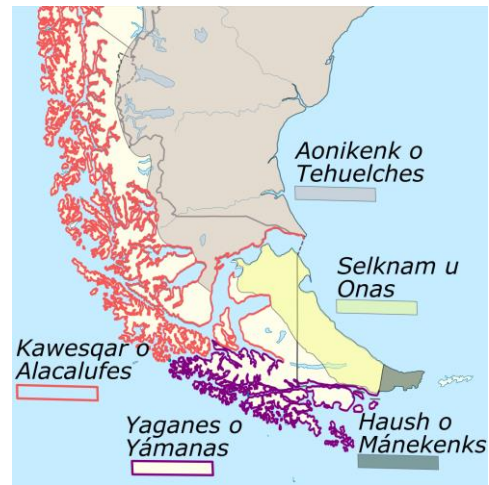 Aonikenk o
Tehuelches
Selknam u
Onas
Kawesqar o
Alacalufes
Yaganes o
Yámanas
Haush o
Mánekenks